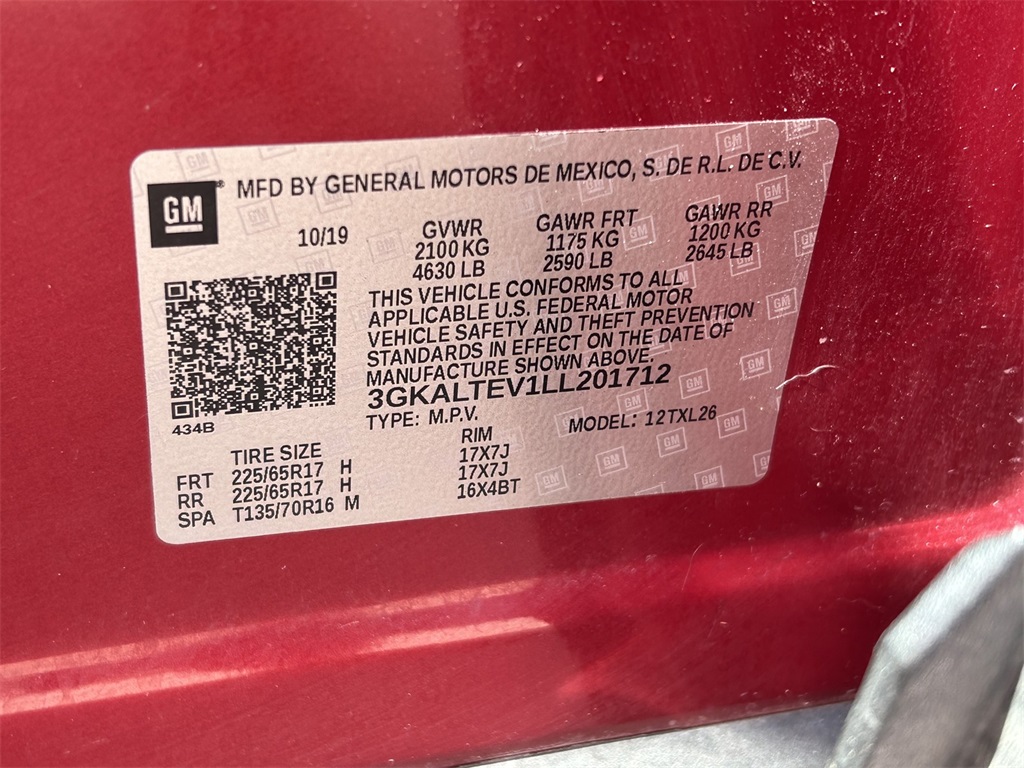 GM
MFD BY GENERAL MOTORS DE MEXICO, S. DE R.L. DE C.V.
10/19
GVWR GAWR FRT GAWR RR
2100 KG 1175 KG 1200 KG
4630 LB 2590 LB 2645 LB
THIS VEHICLE CONFORMS TO ALL
APPLICABLE U.S. FEDERAL MOTOR
VEHICLE SAFETY AND THEFT PREVENTION
STANDARDS IN EFFECT ON THE DATE OF
MANUFACTURE SHOWN ABOVE.
3GKALTEV1LL201712
TYPE: M.P.V. MODEL: 12TXL26
434B
TIRE SIZE RIM
FRT 225/65R17 H 17X7J
RR 225/65R17 H 17X7J
SPA T135/70R16 M 16X4BT